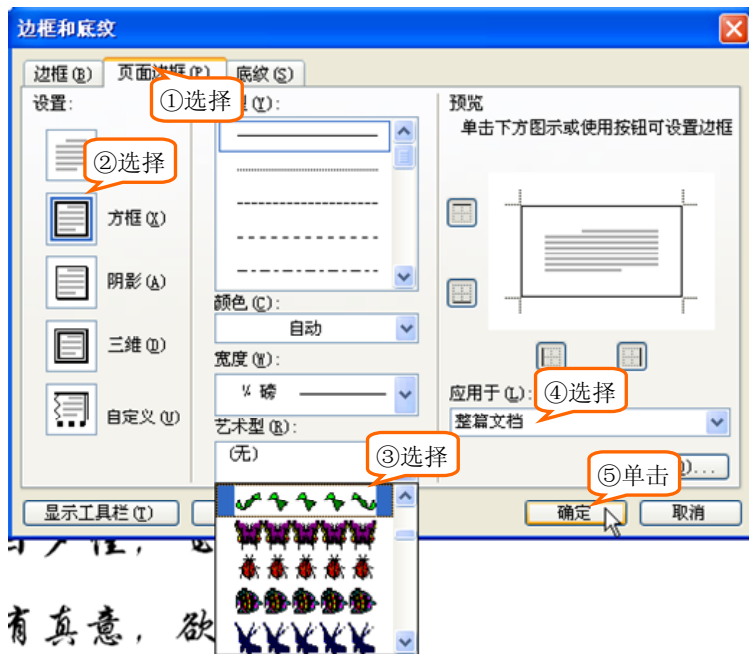 边框和底纹
边框(B) 页面边框(P) 底纹(S)
①选择
设置:
②选择
方框(X)
阴影(A)
三维(D)
自定义(U)
(Y):
颜色(C):
自动
宽度(W):
½ 磅
艺术型(R):
(无)
③选择
预览
单击下方图示或使用按钮可设置边框
应用于(L):
④选择
整篇文档
⑤单击
显示工具栏(T)
确定
取消
有真意，欲